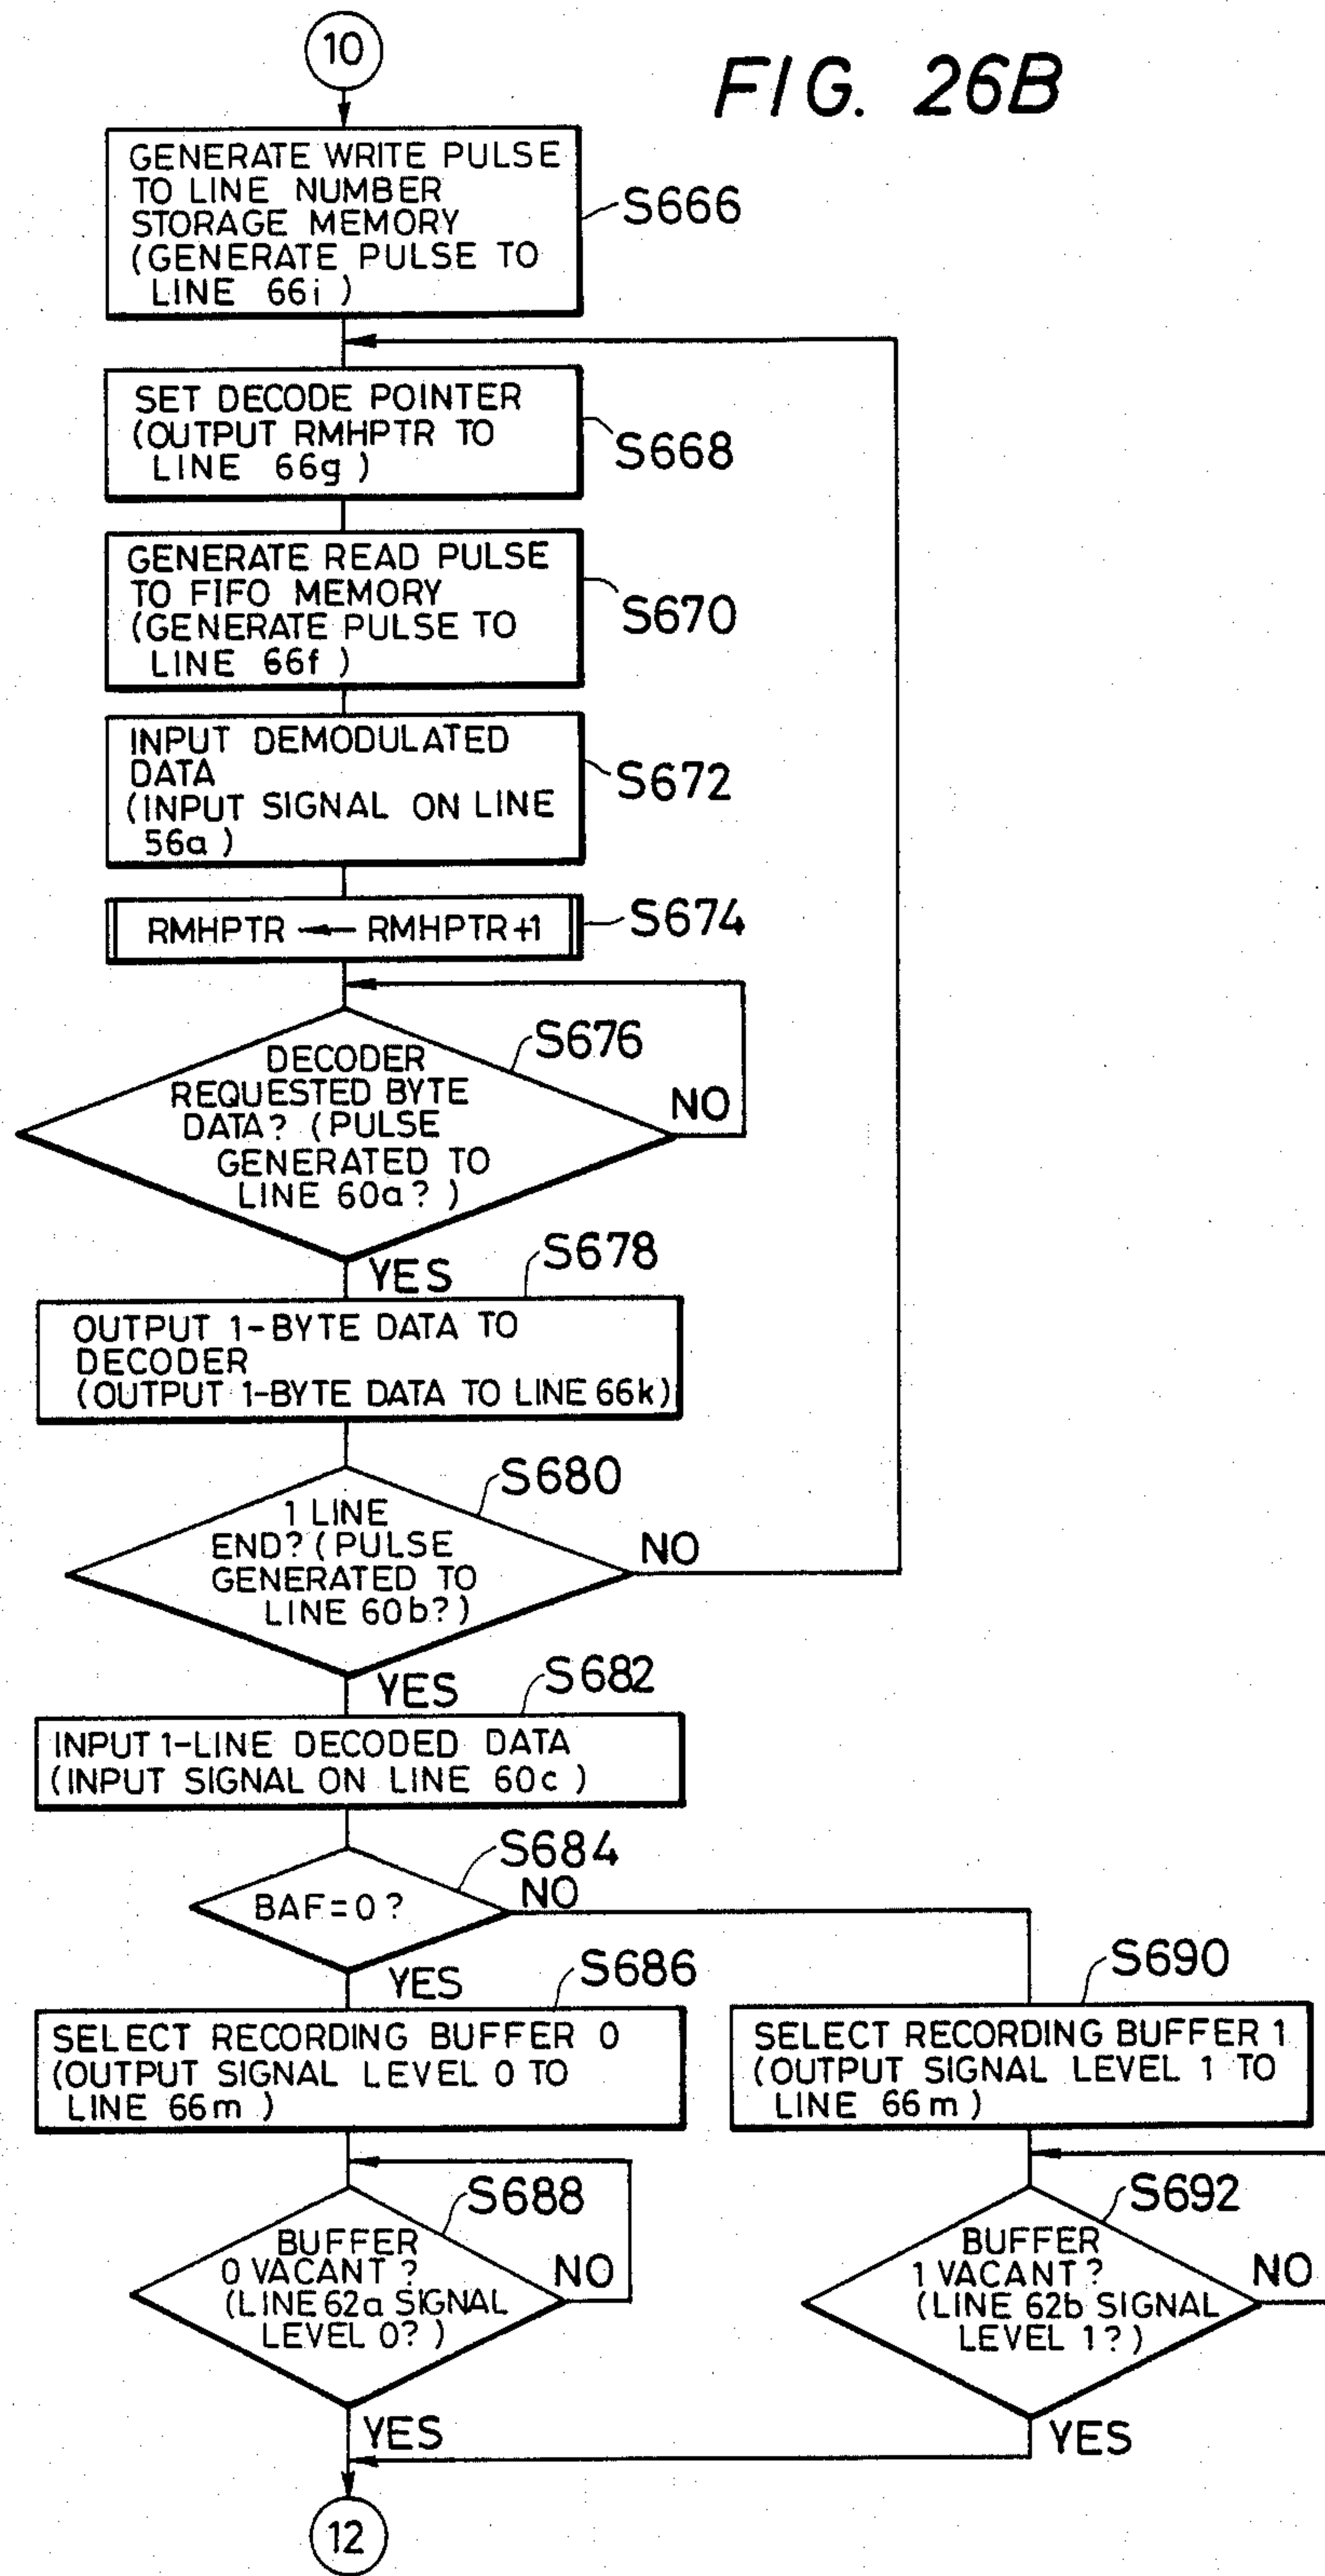 10
FIG. 26B
GENERATE WRITE PULSE
TO LINE NUMBER
STORAGE MEMORY
(GENERATE PULSE TO
LINE 66i)
S666
SET DECODE POINTER
(OUTPUT RMHPTR TO
LINE 66g)
S668
GENERATE READ PULSE
TO FIFO MEMORY
(GENERATE PULSE TO
LINE 66f)
S670
INPUT DEMODULATED
DATA
(INPUT SIGNAL ON LINE
56a)
S672
RMHPTR ← RMHPTR+1
S674
S676
DECODER
REQUESTED BYTE
DATA? (PULSE
GENERATED TO
LINE 60a?)
NO
YES
S678
OUTPUT 1-BYTE DATA TO
DECODER
(OUTPUT 1-BYTE DATA TO LINE 66k)
S680
1 LINE
END? (PULSE
GENERATED TO
LINE 60b?)
NO
YES
S682
INPUT 1-LINE DECODED DATA
(INPUT SIGNAL ON LINE 60c)
S684
BAF=0?
NO
YES
S686
SELECT RECORDING BUFFER 0
(OUTPUT SIGNAL LEVEL 0 TO
LINE 66m)
S690
SELECT RECORDING BUFFER 1
(OUTPUT SIGNAL LEVEL 1 TO
LINE 66m)
S688
BUFFER
0 VACANT?
(LINE 62a SIGNAL
LEVEL 0?)
NO
YES
S692
BUFFER
1 VACANT?
(LINE 62b SIGNAL
LEVEL 1?)
NO
YES
12